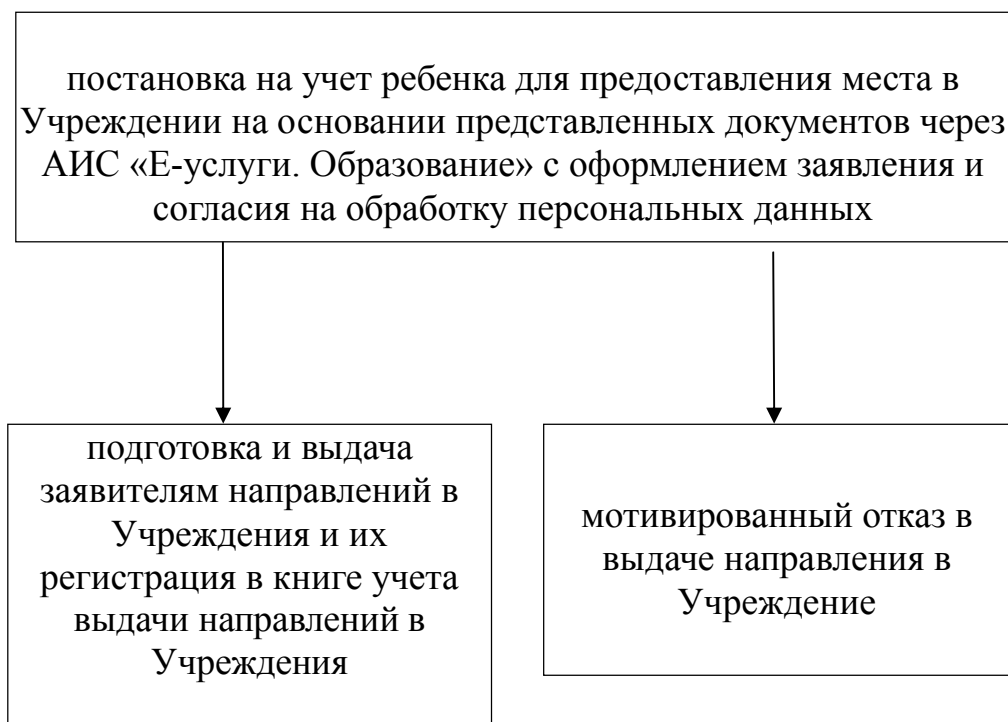 постановка на учет ребенка для предоставления места в
Учреждении на основании представленных документов через
АИС «Е-услуги. Образование» с оформлением заявления и
согласия на обработку персональных данных
подготовка и выдача
заявителям направлений в
Учреждения и их
регистрация в книге учета
выдачи направлений в
Учреждения
мотивированный отказ в
выдаче направления в
Учреждение